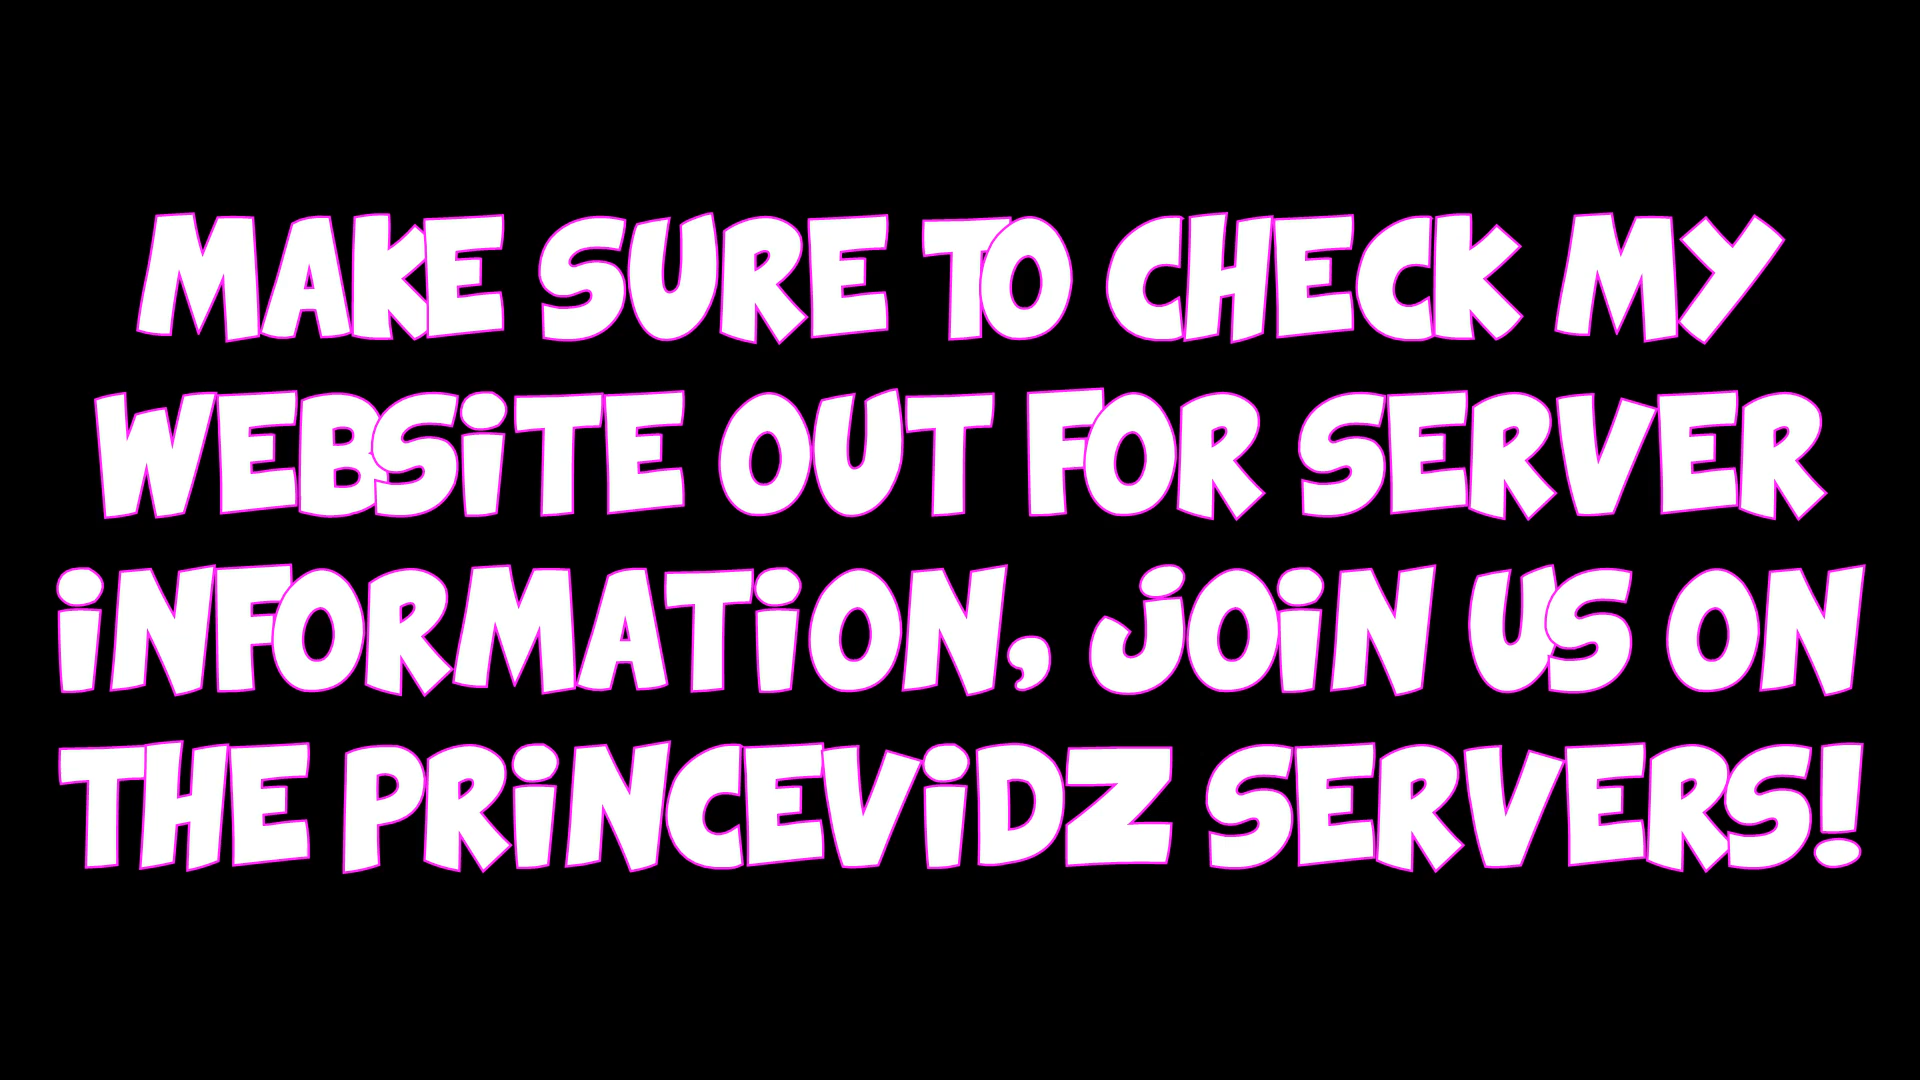 MAKE SURE TO CHECK MY
WEBSiTE OUT FOR SERVER
iNFORMATiON, JOiN US ON
THE PRiNCEViDZ SERVERS!